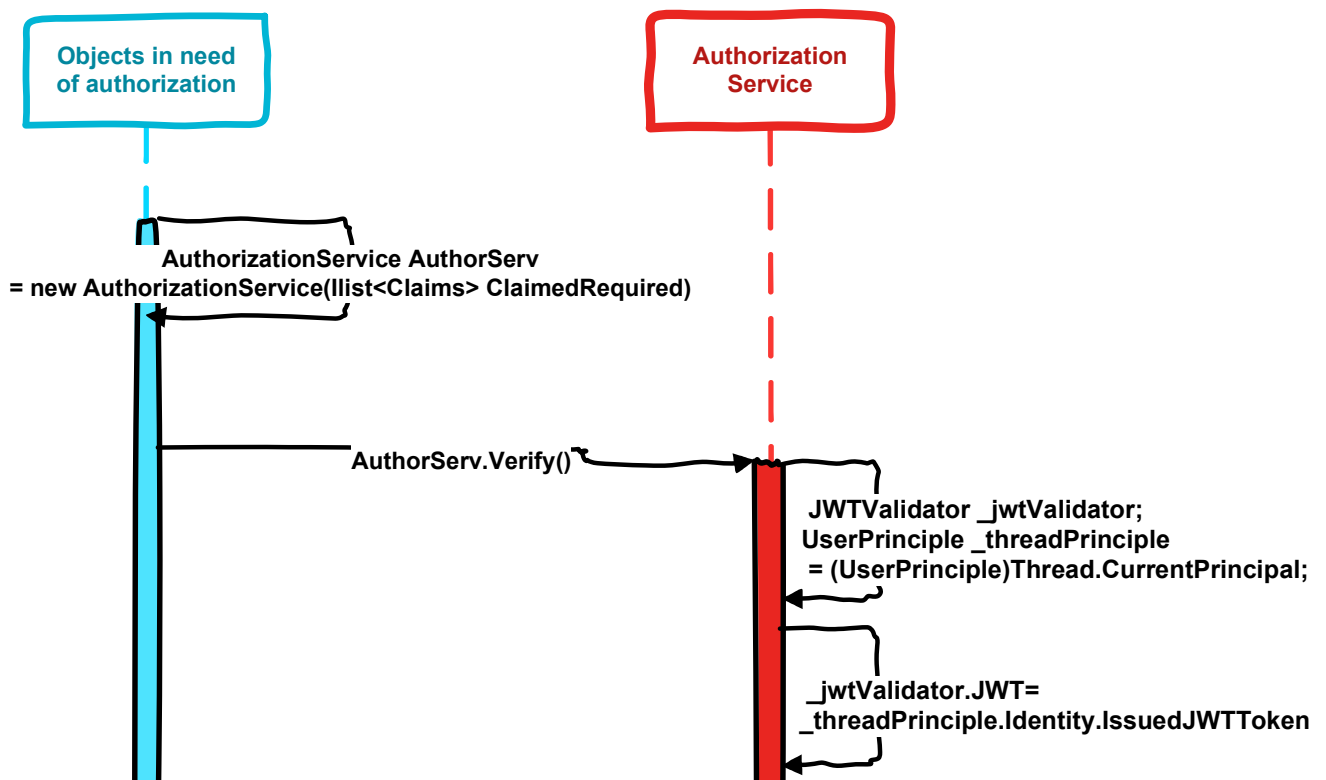 Objects in need
of authorization
Authorization
Service
AuthorizationService AuthorServ
= new AuthorizationService(Ilist<Claims> ClaimedRequired)
AuthorServ.Verify()
JWTValidator _jwtValidator;
UserPrinciple _threadPrinciple
= (UserPrinciple)Thread.CurrentPrincipal;
_jwtValidator.JWT=
_threadPrinciple.Identity.IssuedJWTToken